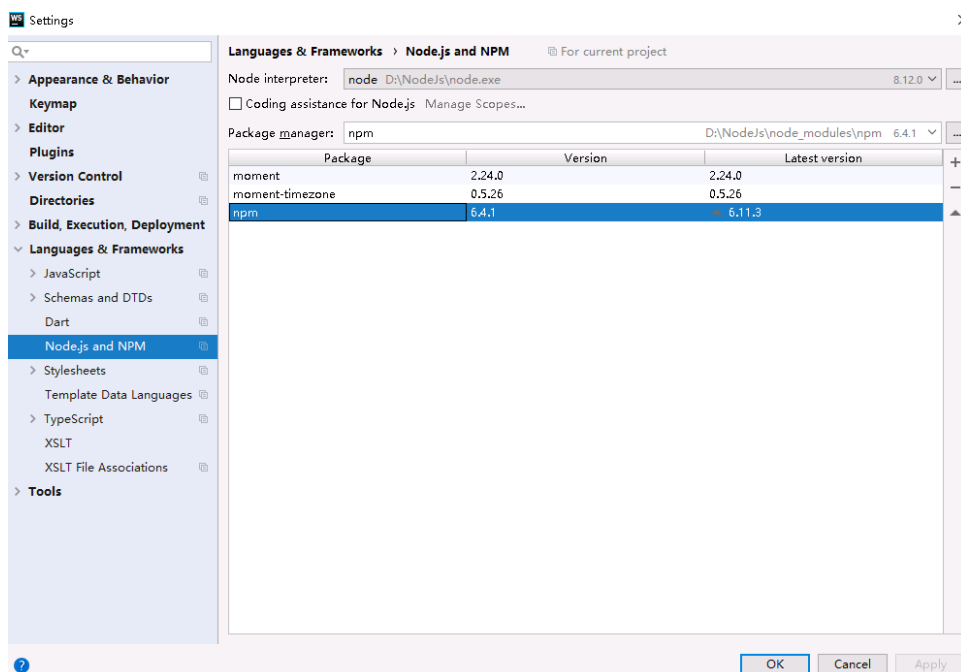 WS Settings
Languages & Frameworks › Node.js and NPM For current project
Node interpreter: node D:\NodeJs\node.exe 8.12.0 ...
Coding assistance for Node.js Manage Scopes...
Package manager: npm D:\NodeJs\node_modules\npm 6.4.1 ...
Package Version Latest version
moment 2.24.0 2.24.0
moment-timezone 0.5.26 0.5.26
npm 6.4.1 6.11.3
Appearance & Behavior
Keymap
Editor
Plugins
Version Control
Directories
Build, Execution, Deployment
Languages & Frameworks
JavaScript
Schemas and DTDs
Dart
Node.js and NPM
Stylesheets
Template Data Languages
TypeScript
XSLT
XSLT File Associations
Tools
?
OK Cancel Apply